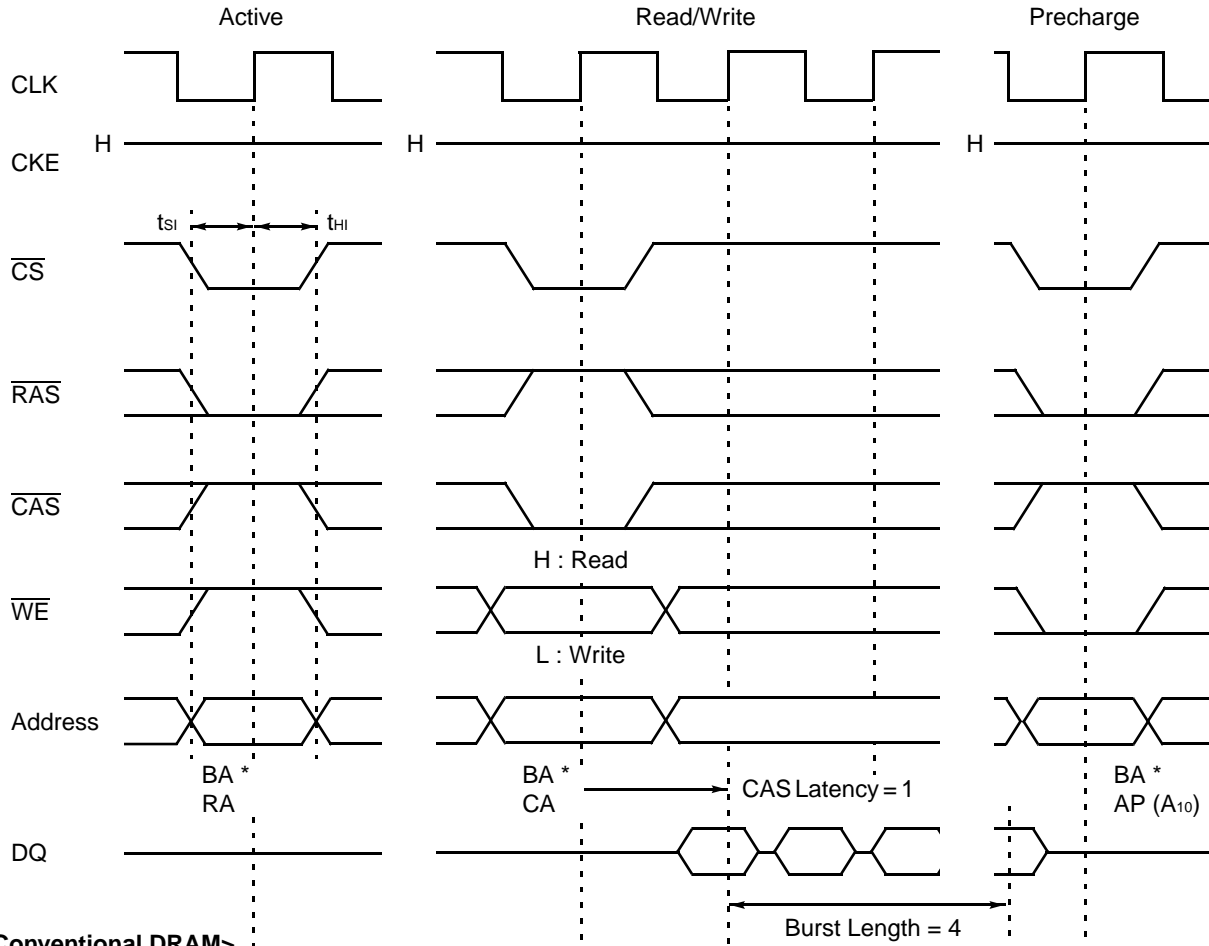 Active Read/Write Precharge
CLK
H H H
CKE
tSI tHI
CS
RAS
CAS
H : Read
WE
L : Write
Address
BA * BA * CAS Latency = 1 BA *
RA CA AP (A10)
DQ
Burst Length = 4
Conventional DRAM>